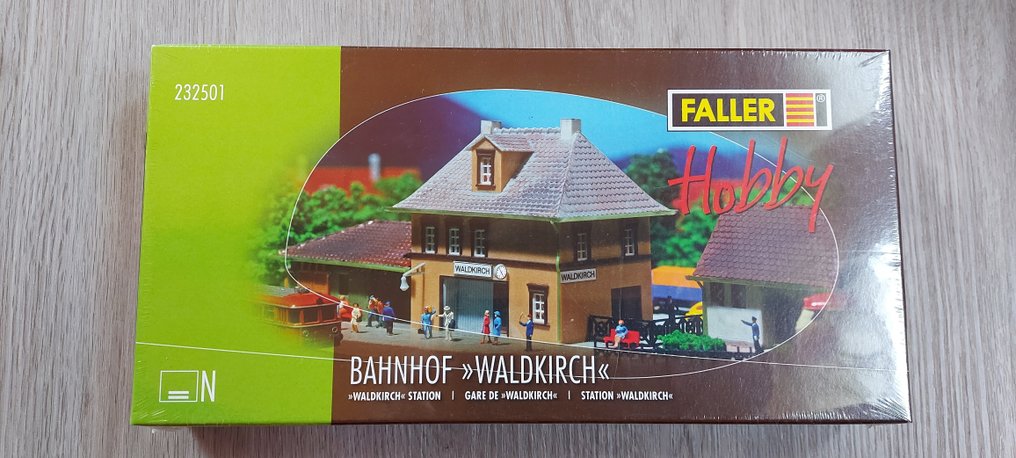 232501
FALLER ®
Hobby
WALDKIRCH
WALDKIRCH
BAHNHOF »WALDKIRCH«
»WALDKIRCH« STATION | GARE DE »WALDKIRCH« | STATION »WALDKIRCH«
N